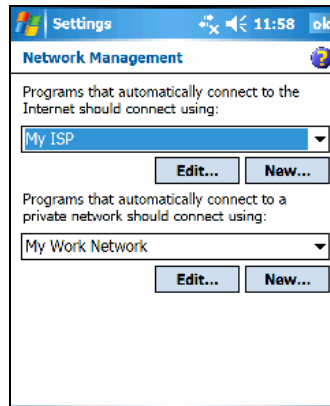 Settings 11:58 ok
Network Management
Programs that automatically connect to the
Internet should connect using:
My ISP
Edit... New...
Programs that automatically connect to a
private network should connect using:
My Work Network
Edit... New...